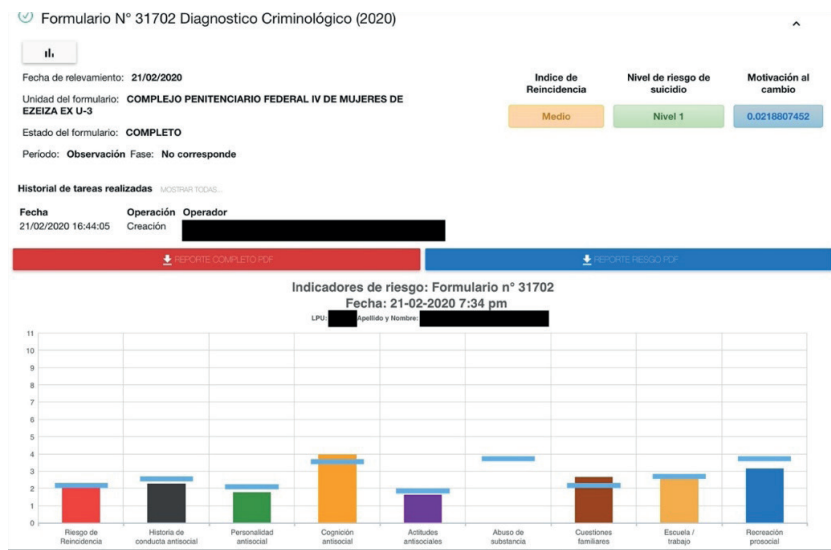 Formulario N° 31702 Diagnostico Criminológico (2020)
Fecha de relevamiento: 21/02/2020
Unidad del formulario: COMPLEJO PENITENCIARIO FEDERAL IV DE MUJERES DE
EZEIZA EX U-3
Estado del formulario: COMPLETO
Período: Observación Fase: No corresponde
Indice de Reincidencia
Nivel de riesgo de suicidio
Motivación al cambio
Medio
Nivel 1
0.0218807452
Historial de tareas realizadas MOSTRAR TODAS...
Fecha Operación Operador
21/02/2020 16:44:05 Creación
REPORTE COMPLETO PDF
REPORTE RIESGO PDF
Indicadores de riesgo: Formulario n° 31702
Fecha: 21-02-2020 7:34 pm
LPU: Apellido y Nombre:
11
10
9
8
7
6
5
4
3
2
1
0
Riesgo de Reincidencia
Historia de conducta antisocial
Personalidad antisocial
Cognición antisocial
Actitudes antisociales
Abuso de substancia
Cuestiones familiares
Escuela / trabajo
Recreación prosocial